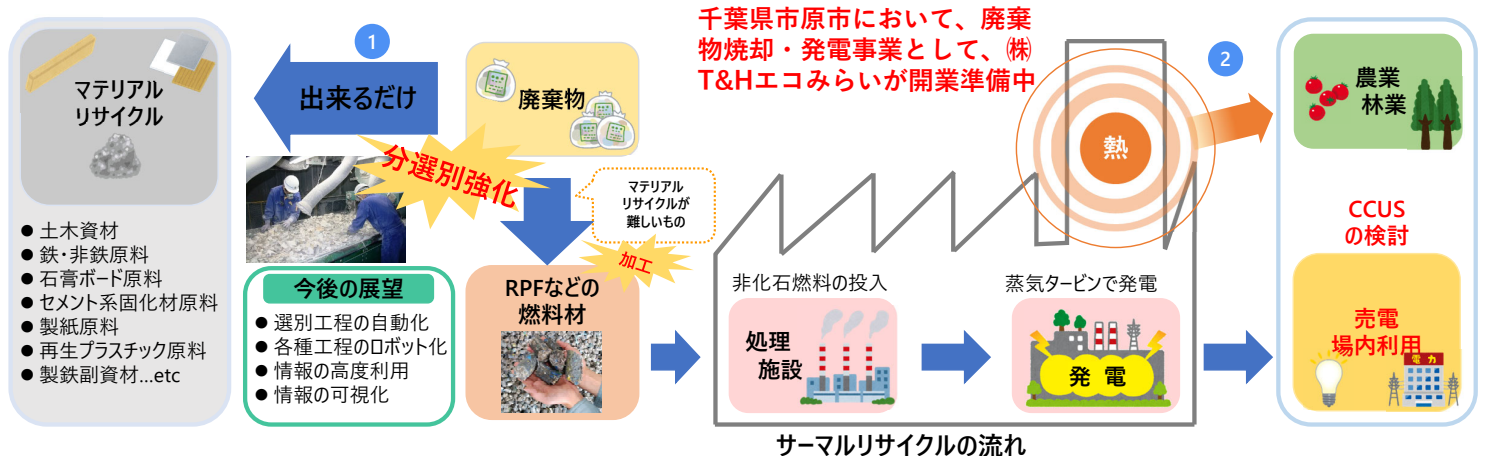 マテリアル
リサイクル
● 土木資材
● 鉄・非鉄原料
● 石膏ボード原料
● セメント系固化材原料
● 製紙原料
● 再生プラスチック原料
● 製鉄副資材…etc
1
出来るだけ
廃棄物
分選別強化
マテリアル
リサイクルが
難しいもの
加工
今後の展望
● 選別工程の自動化
● 各種工程のロボット化
● 情報の高度利用
● 情報の可視化
RPFなどの
燃料材
千葉県市原市において、廃棄
物焼却・発電事業として、㈱
T&Hエコみらいが開業準備中
熱
非化石燃料の投入
処理
施設
蒸気タービンで発電
発電
サーマルリサイクルの流れ
2
農業
林業
CCUS
の検討
売電
場内利用
電力